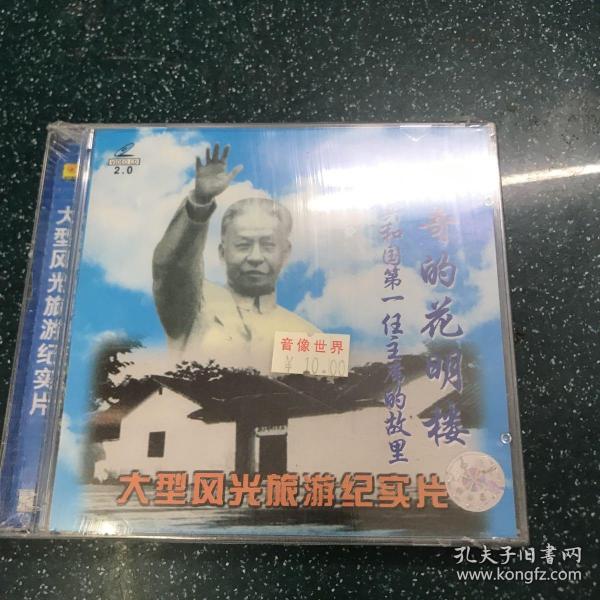 VIDEO CD
2.0
大型风光旅游纪实片
奇的花明楼
共和国第一任主席的故里
音像世界
￥ 10.00
大型风光旅游纪实片
孔夫子旧書网
www.kongfz.com